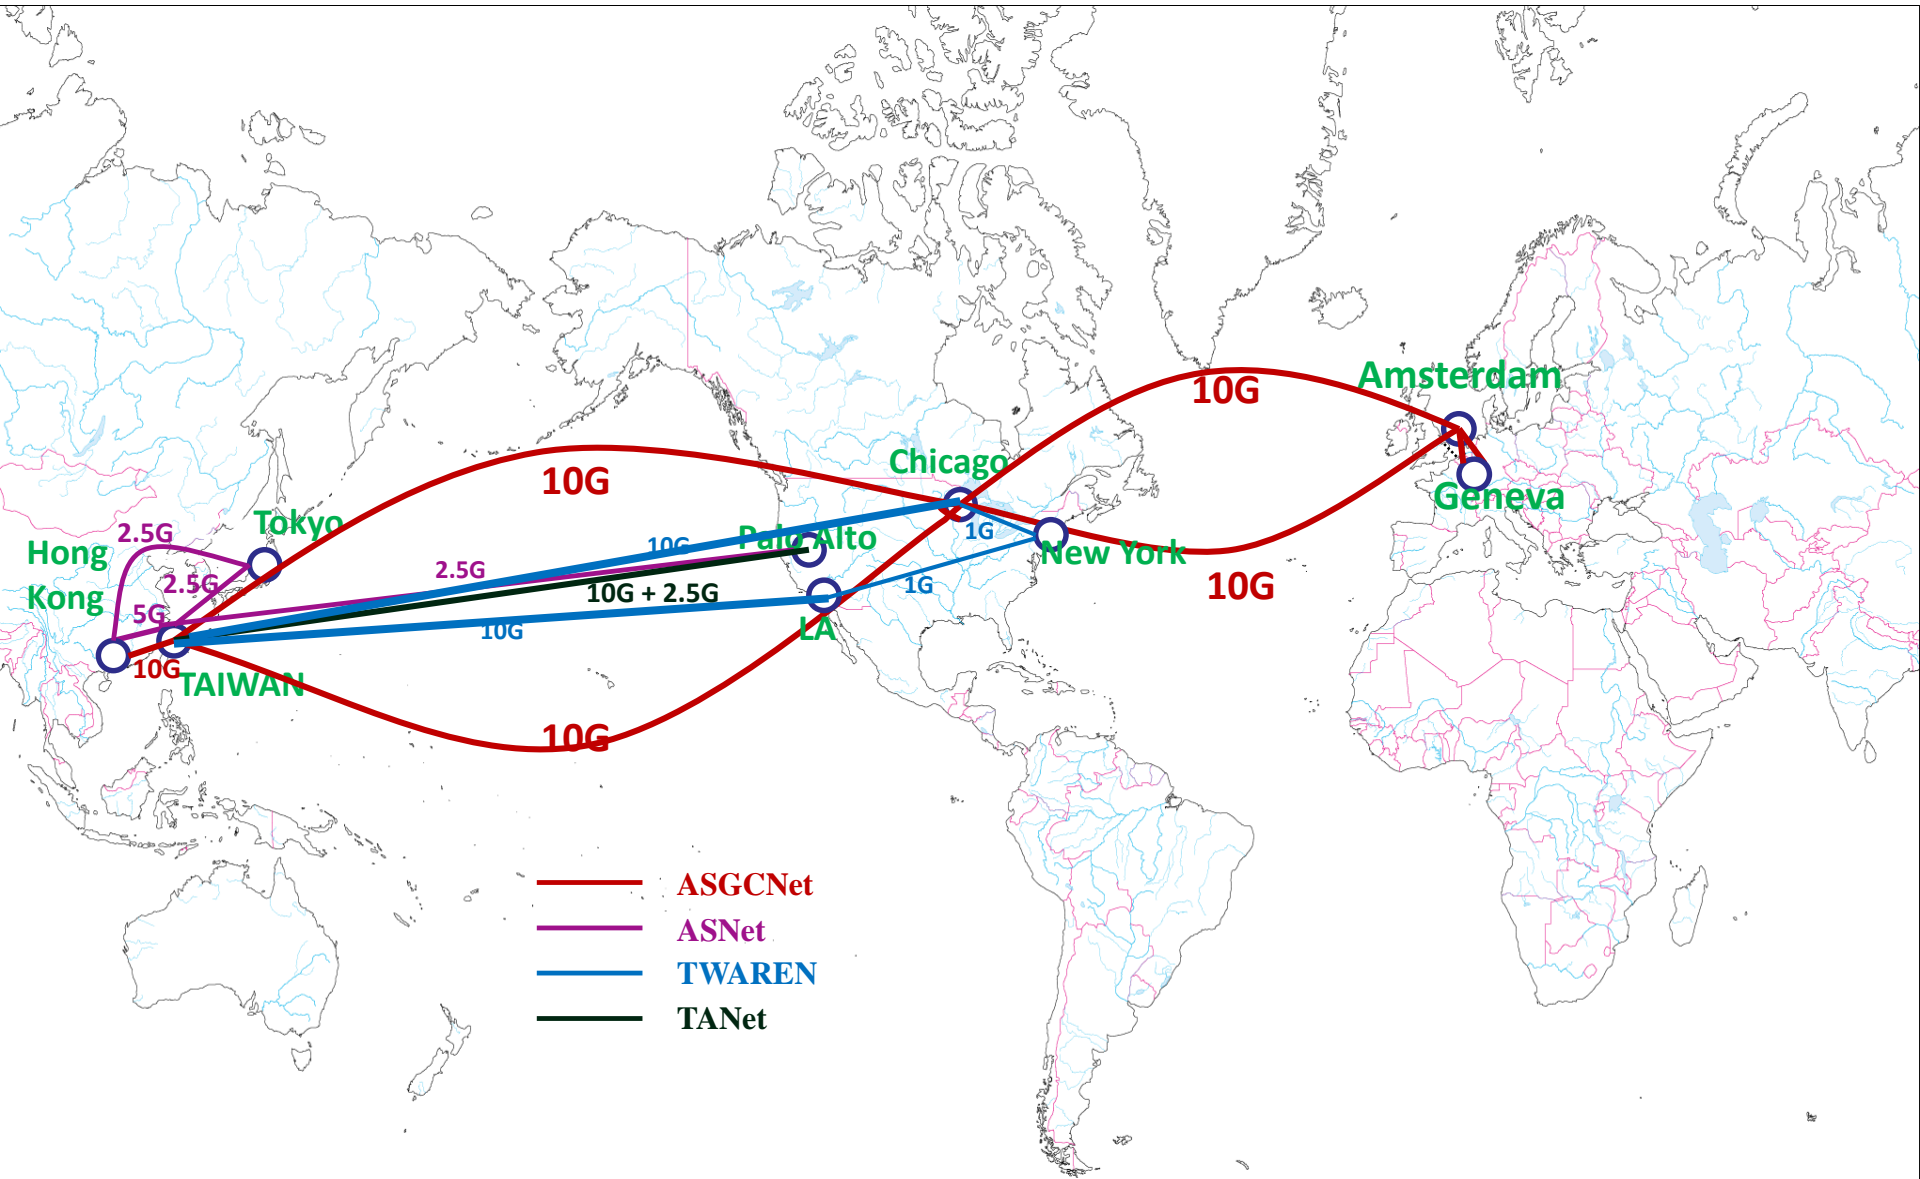 Amsterdam
10G
Chicago
10G
Geneva
Tokyo
2.5G
Hong
Kong
1G
Palo Alto
10G
New York
2.5G
2.5G
10G
1G
10G + 2.5G
5G
10G
LA
10G
TAIWAN
10G
ASGCNet
ASNet
TWAREN
TANet